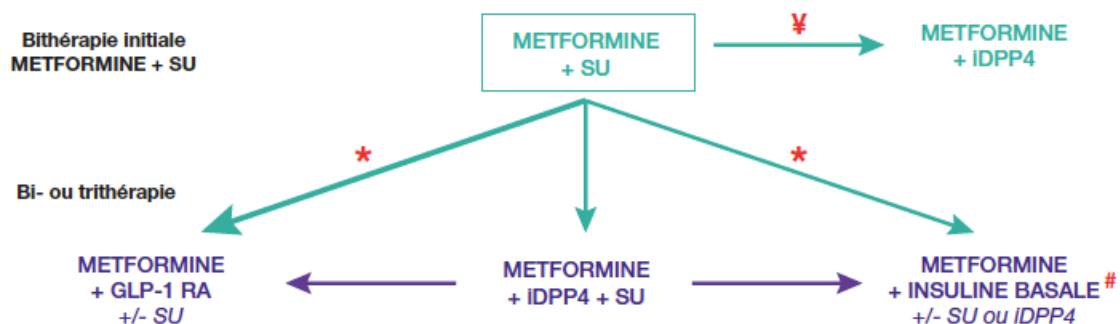 Bithérapie initiale
METFORMINE + SU
METFORMINE
+ SU
¥
METFORMINE
+ iDPP4
*
*
Bi- ou trithérapie
METFORMINE
+ GLP-1 RA
+/- SU
METFORMINE
+ iDPP4 + SU
METFORMINE
+ INSULINE BASALE #
+/- SU ou iDPP4